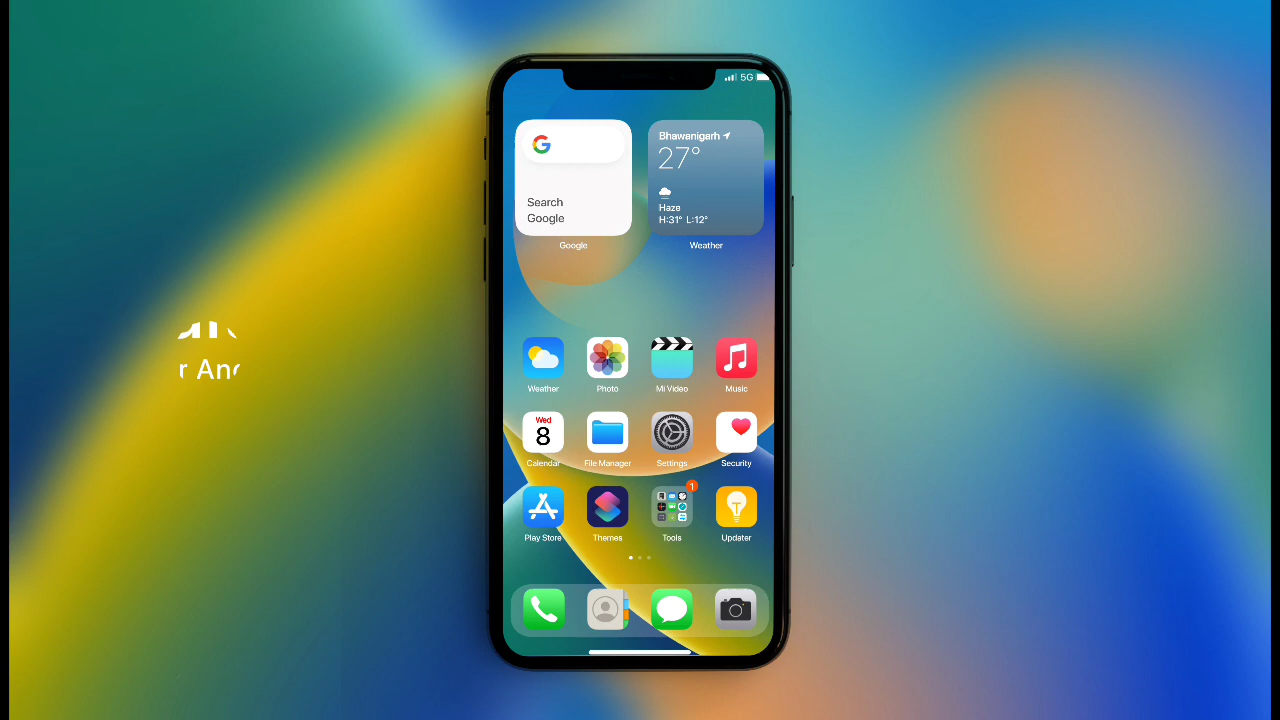 5G
Search
Google
Google
Bhawanigarh
27°
Haze
H:31° L:12°
Weather
Weather
Photo
Mi Video
Music
Wed
8
Calendar
File Manager
Settings
Security
1
Play Store
Themes
Tools
Updater